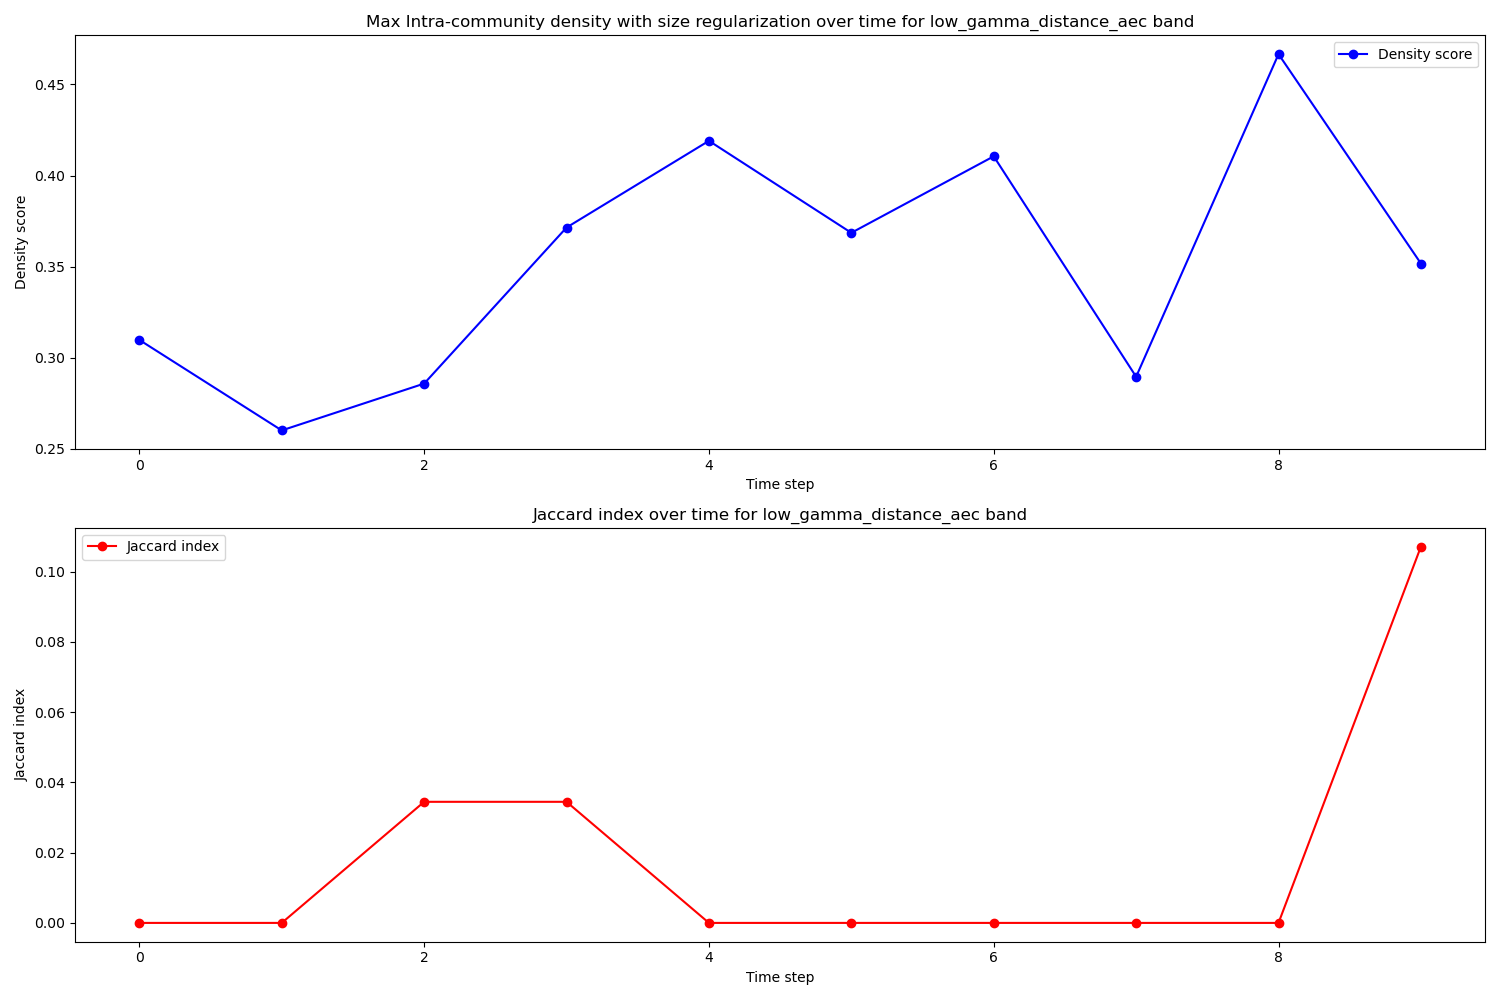 Max Intra-community density with size regularization over time for low_gamma_distance_aec band
Density score
0.45
0.40
0.35
0.30
0.25
Density score
0 2 4 6 8
Time step
Jaccard index over time for low_gamma_distance_aec band
Jaccard index
0.10
0.08
0.06
0.04
0.02
0.00
Jaccard index
0 2 4 6 8
Time step